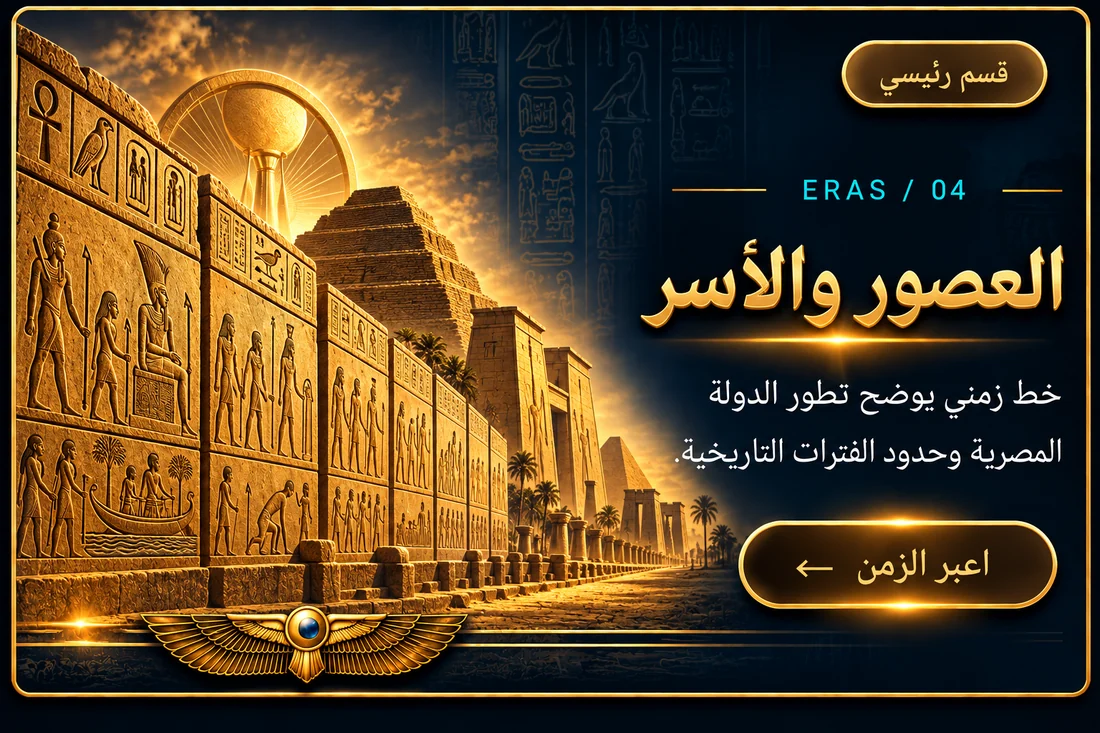 قسم رئيسي
ERAS / 04
العصور والأسر
خط زمني يوضح تطور الدولة
المصرية وحدود الفترات التاريخية.
اعبر الزمن ←